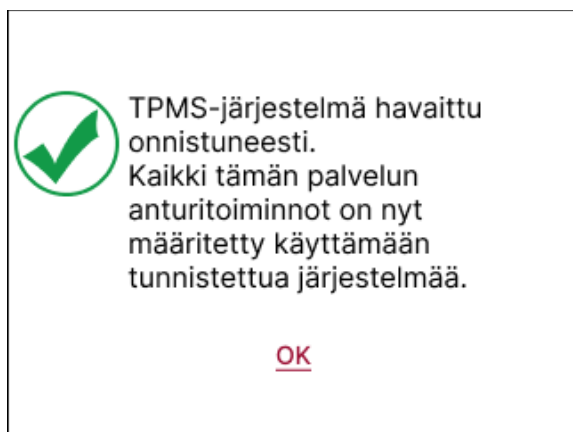 TPMS-järjestelmä havaittu
onnistuneesti.
Kaikki tämän palvelun
anturitoiminnot on nyt
määritetty käyttämään
tunnistettua järjestelmää.
OK